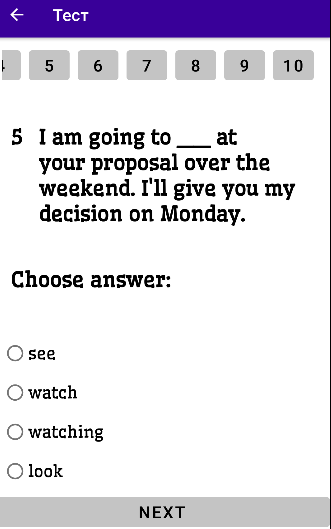 Тест
5 6 7 8 9 10
5 I am going to ___ at
your proposal over the
weekend. I'll give you my
decision on Monday.
Choose answer:
see
watch
watching
look
NEXT